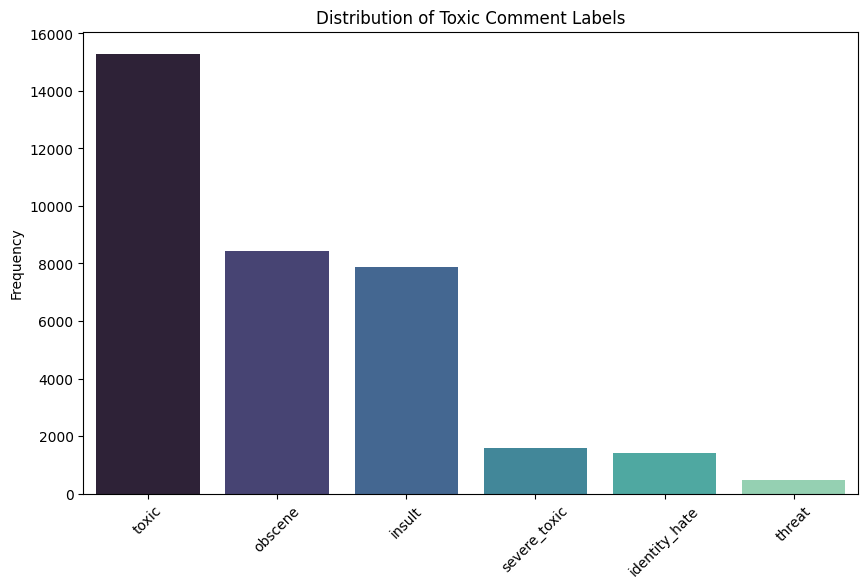 Distribution of Toxic Comment Labels
Frequency
16000
14000
12000
10000
8000
6000
4000
2000
0
toxic
obscene
insult
severe_toxic
identity_hate
threat